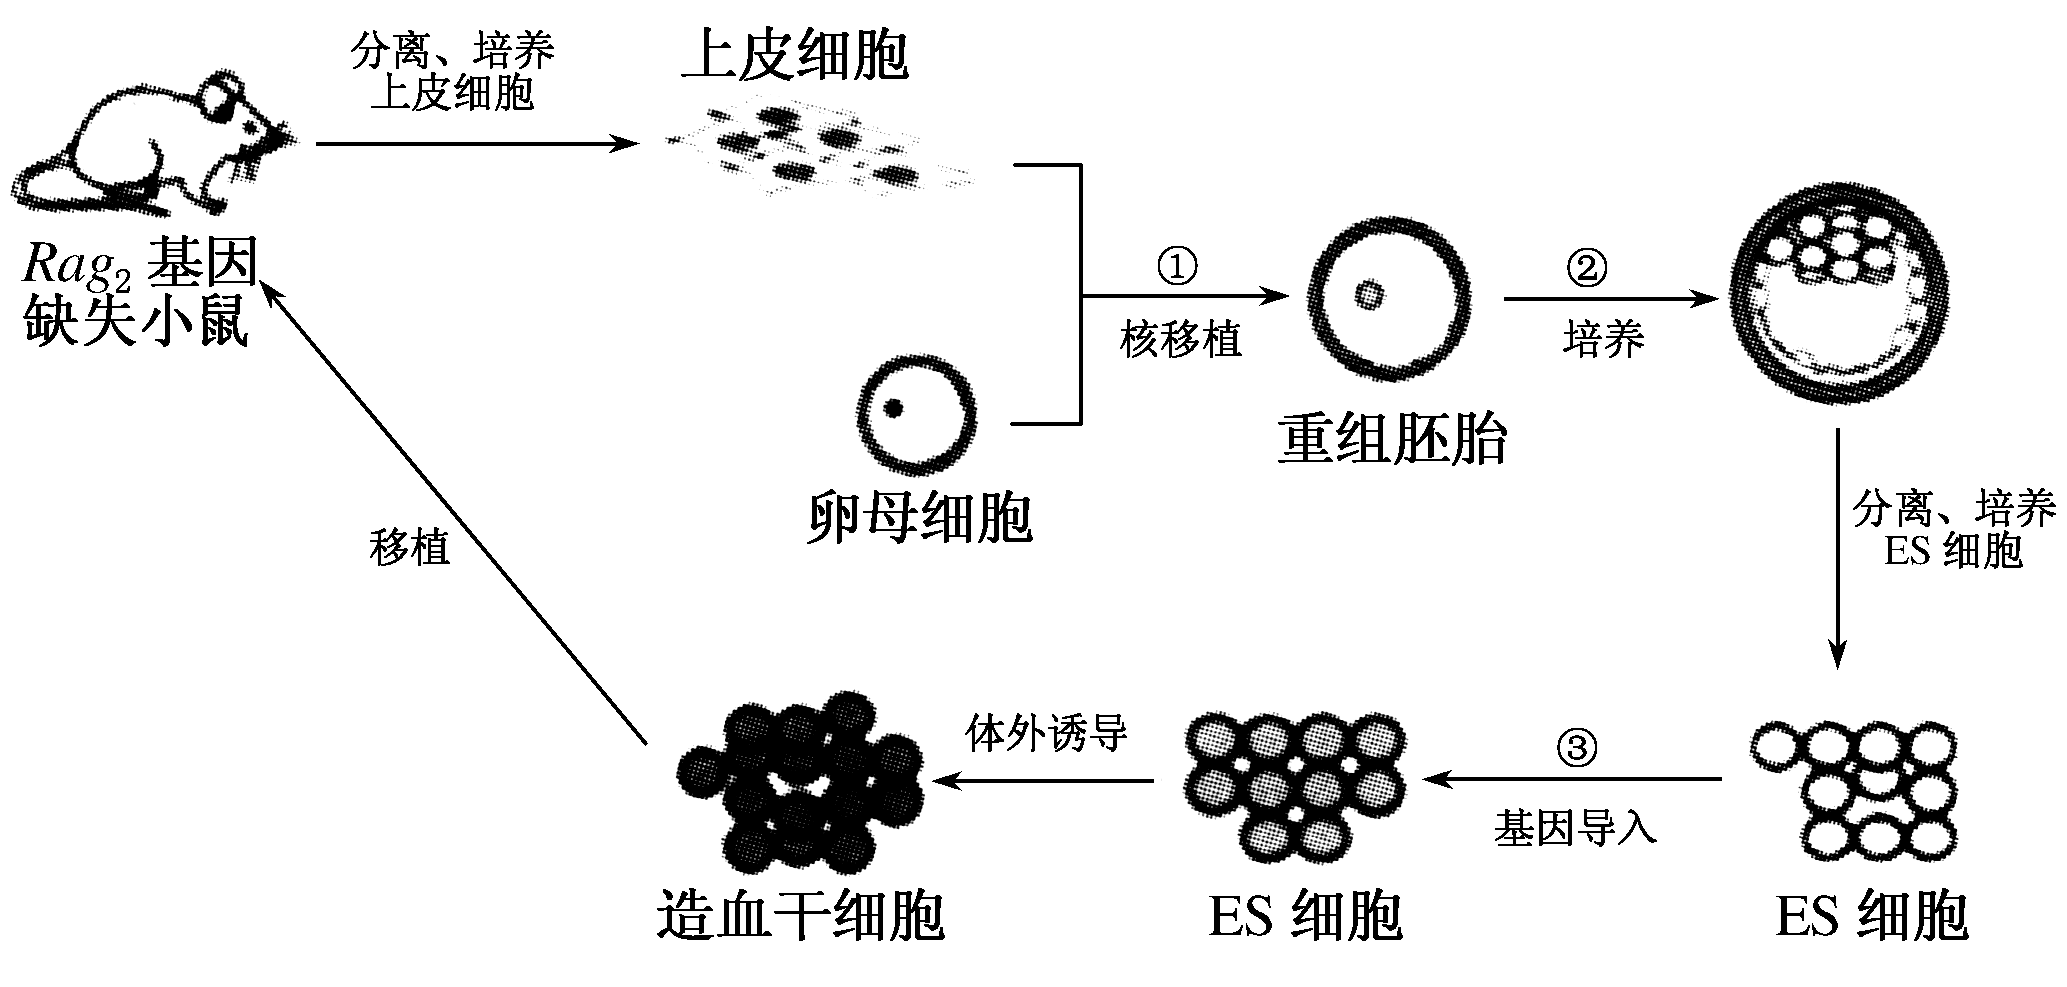 分离、培养
上皮细胞
上皮细胞
Rag₂ 基因
缺失小鼠
①
核移植
②
培养
重组胚胎
卵母细胞
分离、培养
ES 细胞
移植
体外诱导
③
基因导入
造血干细胞
ES 细胞
ES 细胞